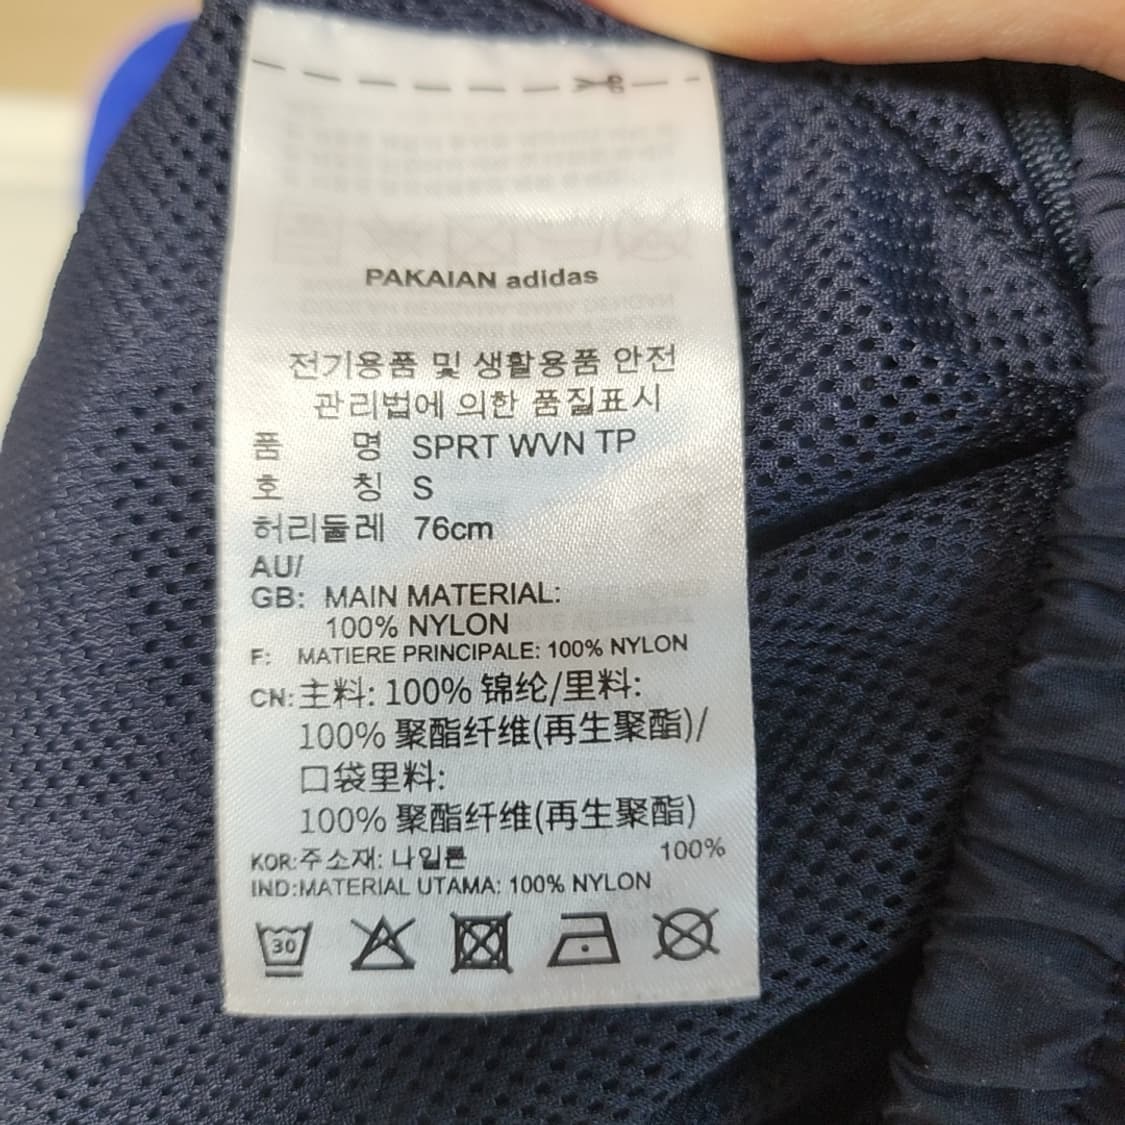 PAKAIAN adidas
전기용품 및 생활용품 안전
관리법에 의한 품질표시
품 명 SPRT WVN TP
호 칭 S
허리둘레 76cm
AU/
GB: MAIN MATERIAL:
100% NYLON
F: MATIERE PRINCIPALE: 100% NYLON
CN: 主料: 100% 锦纶/里料:
100% 聚酯纤维(再生聚酯)/
口袋里料:
100% 聚酯纤维(再生聚酯)
KOR:주소재: 나일론 100%
IND:MATERIAL UTAMA: 100% NYLON
30